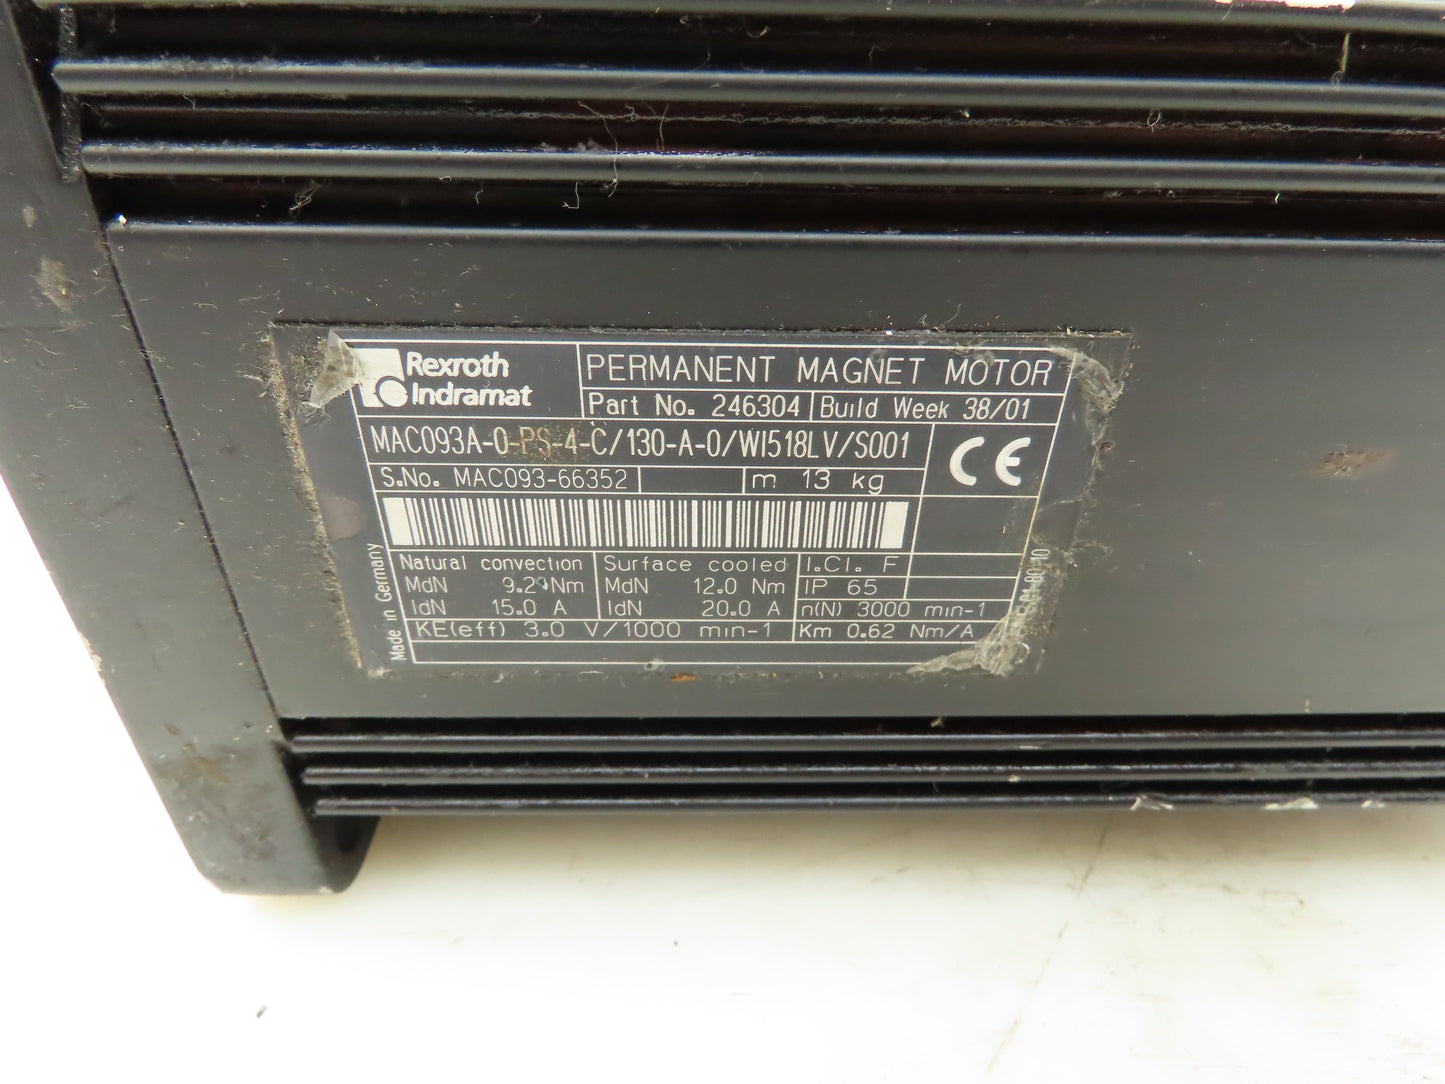 Rexroth
Indramat
PERMANENT MAGNET MOTOR
Part No. 246304 Build Week 38/01
MAC093A-0-PS-4-C/130-A-0/WI518LV/S001
CE
S.No. MAC093-66352 m 13 kg
Natural convection Surface cooled I.Cl. F
MdN 9.2 Nm MdN 12.0 Nm IP 65
IdN 15.0 A IdN 20.0 A n(N) 3000 min-1
KE(eff) 3.0 V/1000 min-1 Km 0.62 Nm/A
Made in Germany